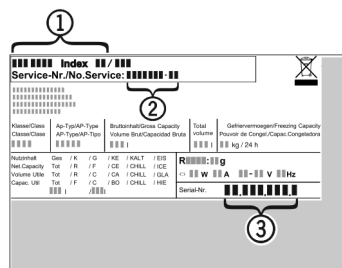 1
Index /
Service-Nr./No.Service: -
2
Klasse/Class Ap-Typ/AP-Type Bruttoinhalt/Gross Capacity Total Gefriervermoegen/Freezing Capacity
Classe/Class AP-Type/AP-Tipo Volume Brut/Capacidad Bruta volume Pouvoir de Congel./Capac.Congeladora
l l kg / 24 h
Nutzinhalt Ges / K / G / KE / KALT / EIS
Net.Capacity Tot / R / F / CE / CHILL / ICE
Volume Utile Tot / R / C / CA / CHILL / GLA
Capac. Util Tot / F / C / BO / CHILL / HIE
l / l
R : g
W A - V Hz
Serial-Nr. . . .
3